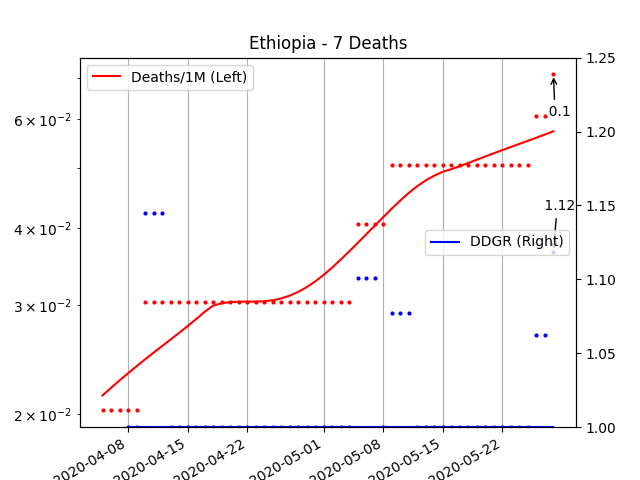 Ethiopia - 7 Deaths
Deaths/1M (Left)
DDGR (Right)
0.1
1.12
6 × 10⁻²
4 × 10⁻²
3 × 10⁻²
2 × 10⁻²
1.25
1.20
1.15
1.10
1.05
1.00
2020-04-08
2020-04-15
2020-04-22
2020-05-01
2020-05-08
2020-05-15
2020-05-22